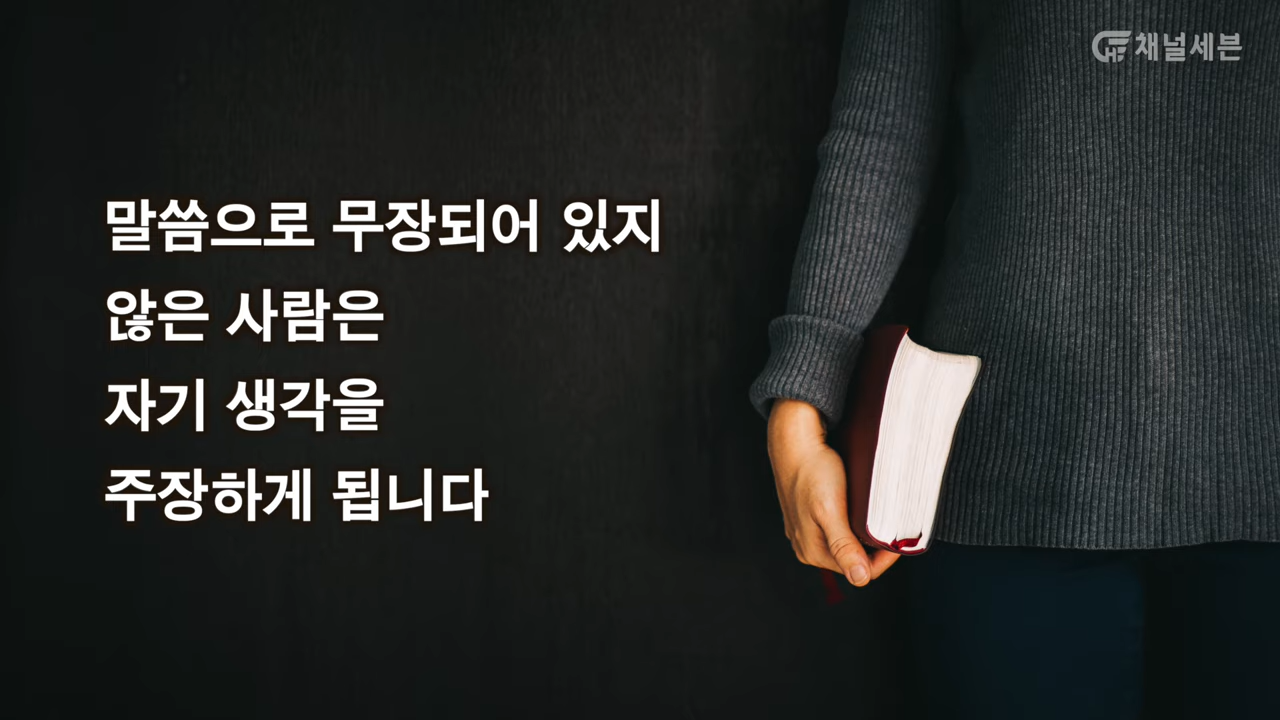 채널세븐
말씀으로 무장되어 있지
않은 사람은
자기 생각을
주장하게 됩니다